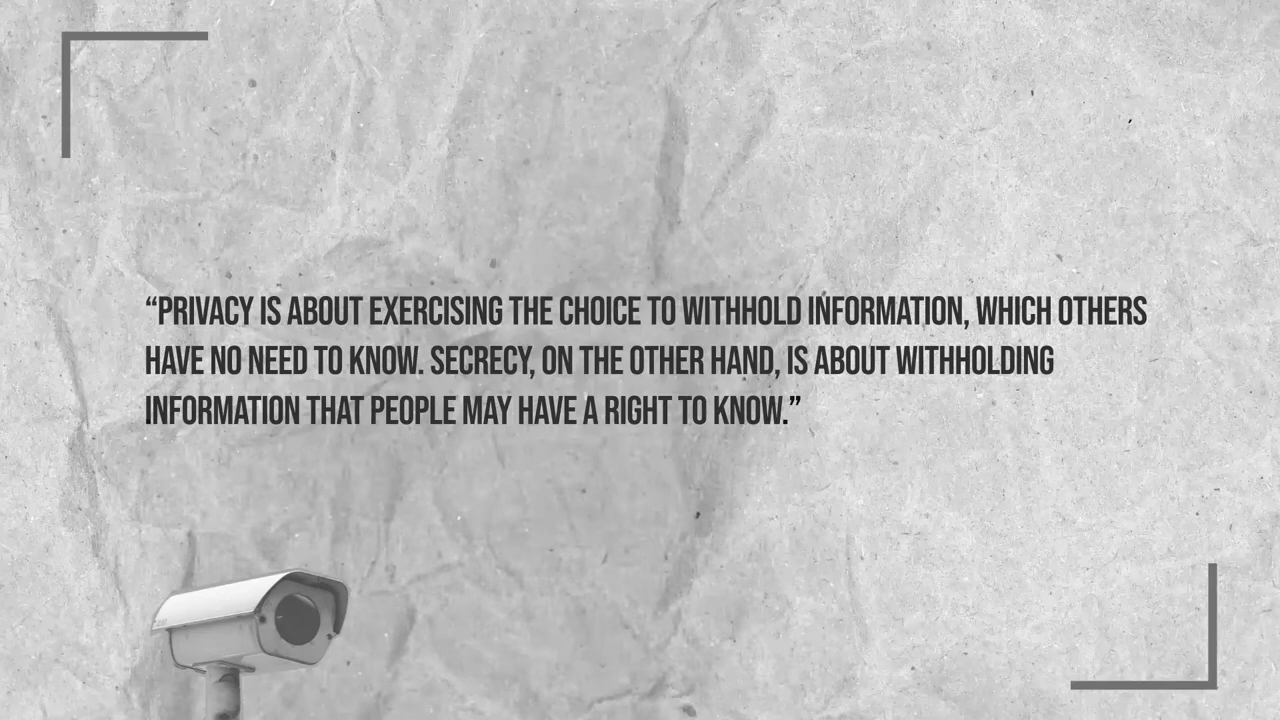 “PRIVACY IS ABOUT EXERCISING THE CHOICE TO WITHHOLD INFORMATION, WHICH OTHERS
HAVE NO NEED TO KNOW. SECRECY, ON THE OTHER HAND, IS ABOUT WITHHOLDING
INFORMATION THAT PEOPLE MAY HAVE A RIGHT TO KNOW.”